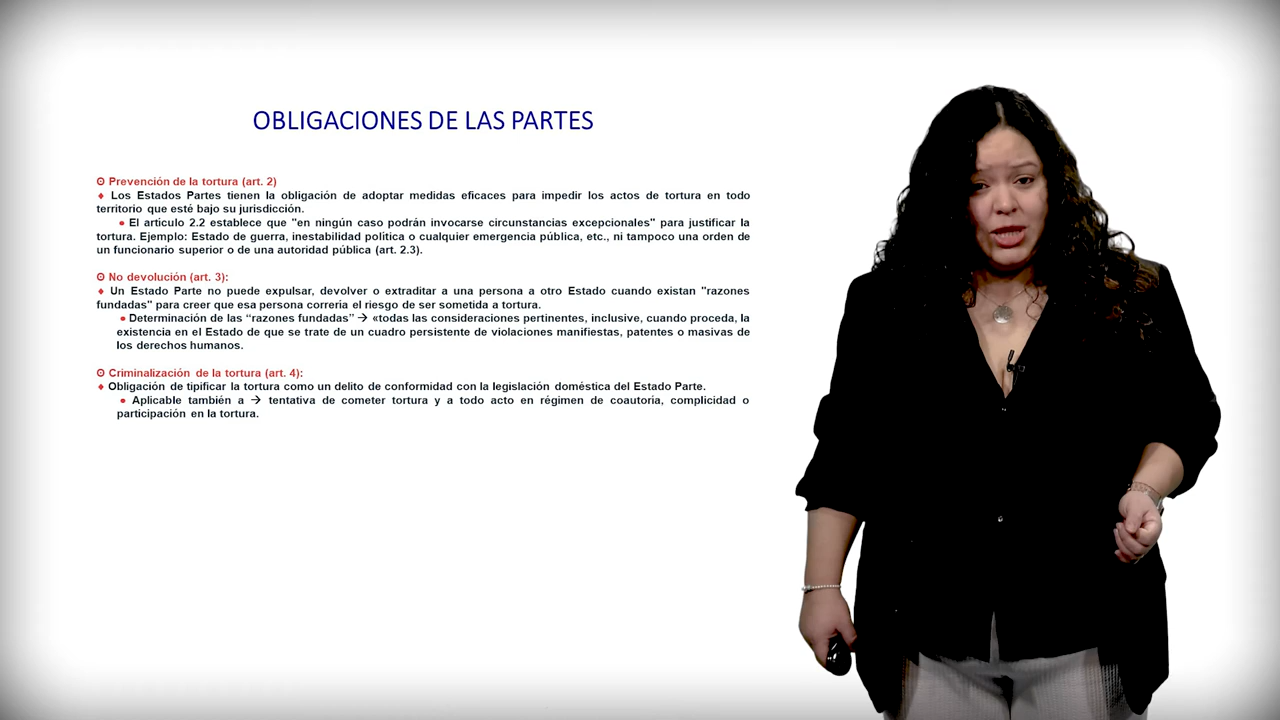 OBLIGACIONES DE LAS PARTES
ʘ Prevención de la tortura (art. 2)
♦ Los Estados Partes tienen la obligación de adoptar medidas eficaces para impedir los actos de tortura en todo
territorio que esté bajo su jurisdicción.
● El articulo 2.2 establece que "en ningún caso podrán invocarse circunstancias excepcionales" para justificar la
tortura. Ejemplo: Estado de guerra, inestabilidad politica o cualquier emergencia pública, etc., ni tampoco una orden de
un funcionario superior o de una autoridad pública (art. 2.3).
ʘ No devolución (art. 3):
♦ Un Estado Parte no puede expulsar, devolver o extraditar a una persona a otro Estado cuando existan "razones
fundadas" para creer que esa persona correria el riesgo de ser sometida a tortura.
● Determinación de las “razones fundadas” → «todas las consideraciones pertinentes, inclusive, cuando proceda, la
existencia en el Estado de que se trate de un cuadro persistente de violaciones manifiestas, patentes o masivas de
los derechos humanos.
ʘ Criminalización de la tortura (art. 4):
♦ Obligación de tipificar la tortura como un delito de conformidad con la legislación doméstica del Estado Parte.
● Aplicable también a → tentativa de cometer tortura y a todo acto en régimen de coautoria, complicidad o
participación en la tortura.